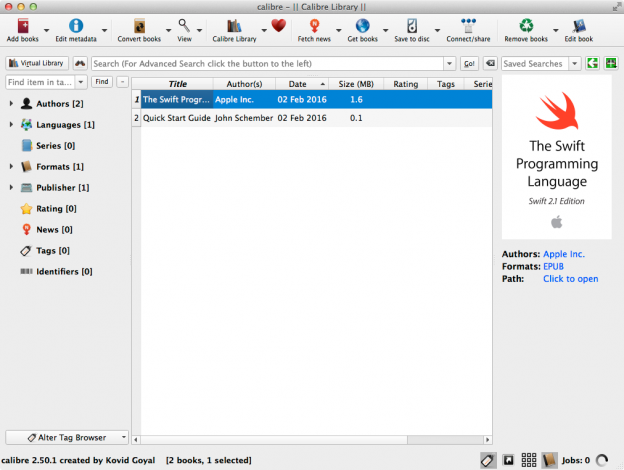 calibre - || Calibre Library ||
Add books Edit metadata Convert books View Calibre Library Fetch news Get books Save to disc Connect/share Remove books Edit book
Virtual Library Search (For Advanced Search click the button to the left) Go! Saved Searches
Find item in ta... Find -
Title Author(s) Date Size (MB) Rating Tags Serie
1 The Swift Progr... Apple Inc. 02 Feb 2016 1.6
2 Quick Start Guide John Schember 02 Feb 2016 0.1
Authors [2]
Languages [1]
Series [0]
Formats [1]
Publisher [1]
Rating [0]
News [0]
Tags [0]
Identifiers [0]
The Swift
Programming
Language
Swift 2.1 Edition
Authors: Apple Inc.
Formats: EPUB
Path: Click to open
Alter Tag Browser
calibre 2.50.1 created by Kovid Goyal [2 books, 1 selected] Jobs: 0